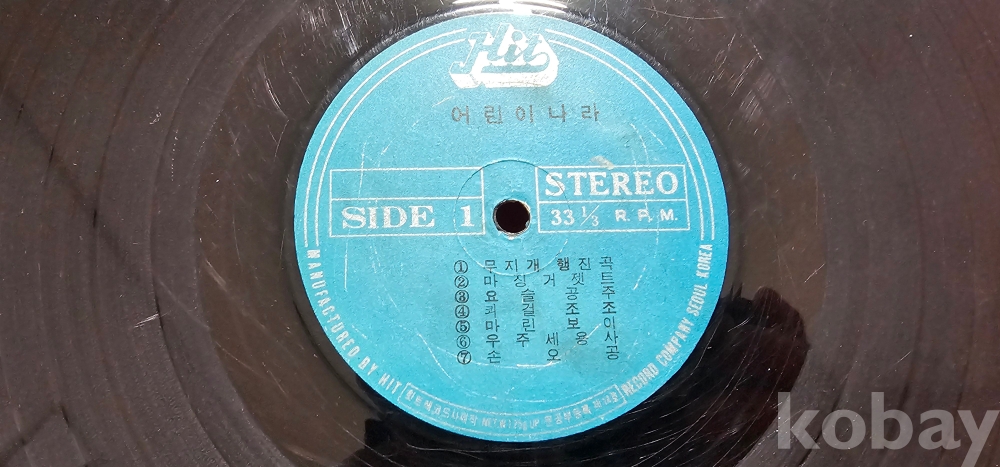 Hit
어린이나라
SIDE 1
STEREO
33 1/3 R.P.M.
① 무지개 행진곡
② 마징거 젯트
③ 요술공주
④ 쾌걸조조
⑤ 마린보이
⑥ 우주세용사
⑦ 손오공
MANUFACTURED BY HIT RECORD COMPANY SEOUL KOREA
kobay